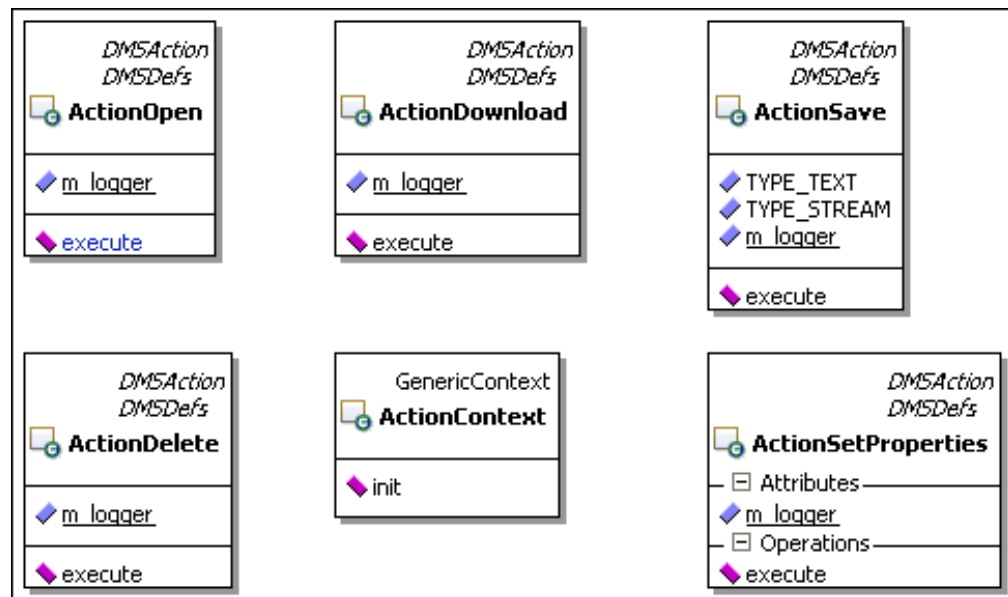 DMSAction
DMSDefs
ActionOpen
m_logger
execute
DMSAction
DMSDefs
ActionDownload
m_logger
execute
DMSAction
DMSDefs
ActionSave
TYPE_TEXT
TYPE_STREAM
m_logger
execute
DMSAction
DMSDefs
ActionDelete
m_logger
execute
GenericContext
ActionContext
init
DMSAction
DMSDefs
ActionSetProperties
Attributes
m_logger
Operations
execute